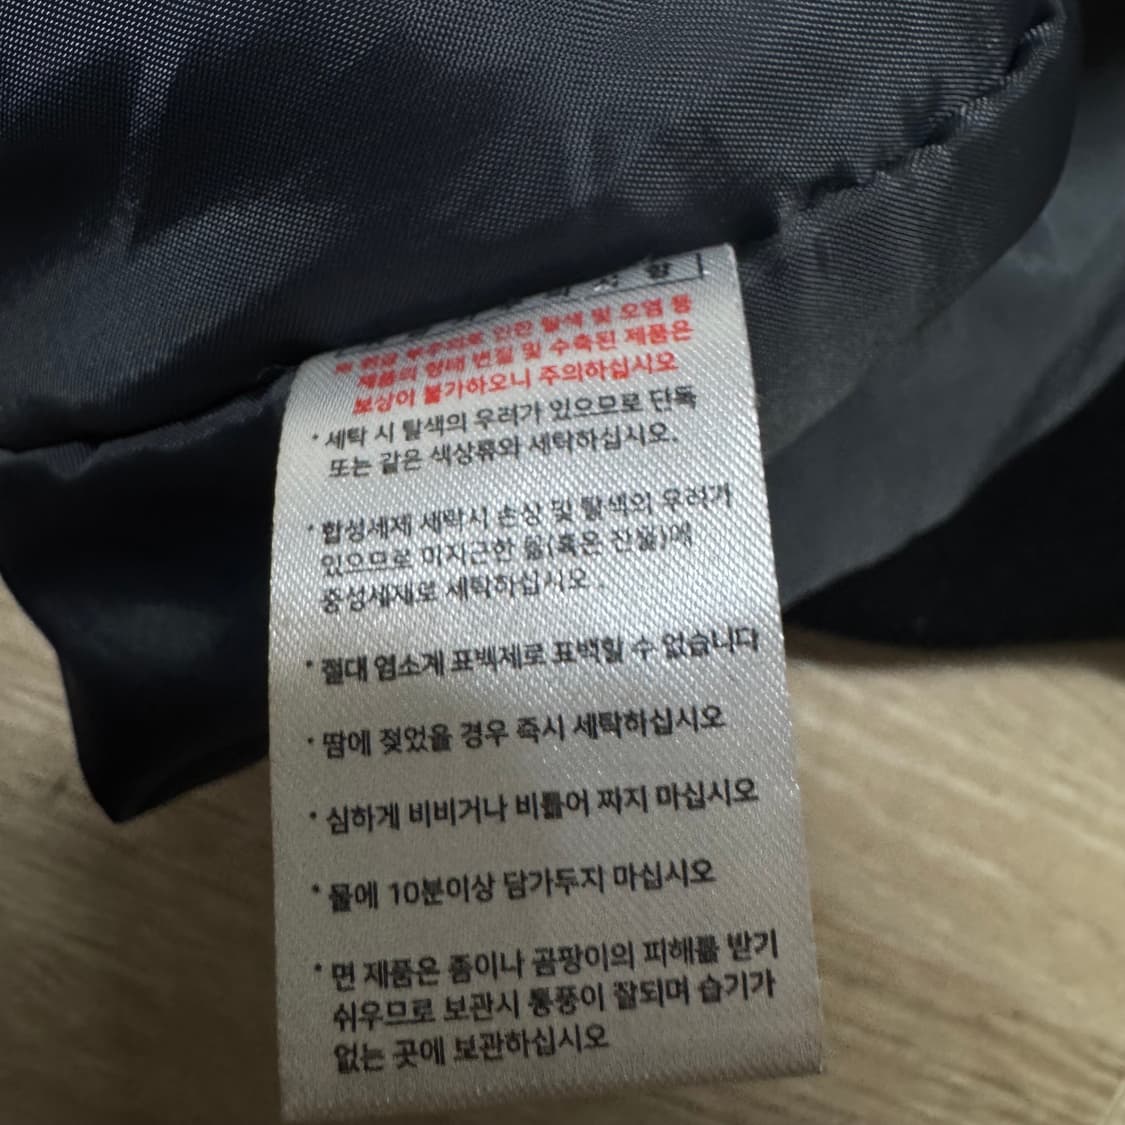 의 사 항
※ 취급 부주의로 인한 탈색 및 오염 등
제품의 형태 변질 및 수축된 제품은
보상이 불가하오니 주의하십시오
* 세탁 시 탈색의 우려가 있으므로 단독
또는 같은 색상류와 세탁하십시오.
* 합성세제 세탁시 손상 및 탈색의 우려가
있으므로 미지근한 물(혹은 찬물)에
중성세제로 세탁하십시오.
* 절대 염소계 표백제로 표백할 수 없습니다
* 땀에 젖었을 경우 즉시 세탁하십시오
* 심하게 비비거나 비틀어 짜지 마십시오
* 물에 10분이상 담가두지 마십시오
* 면 제품은 좀이나 곰팡이의 피해를 받기
쉬우므로 보관시 통풍이 잘되며 습기가
없는 곳에 보관하십시오